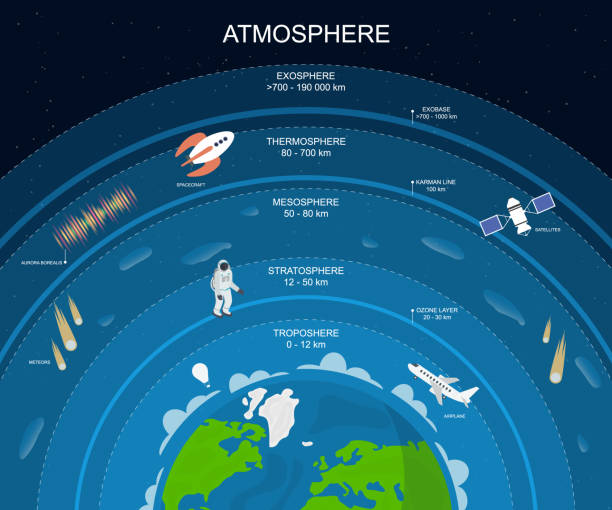 ATMOSPHERE
EXOSPHERE
>700 - 190 000 km
EXOBASE
>700 - 1000 km
THERMOSPHERE
80 - 700 km
SPACECRAFT
KARMAN LINE
100 km
MESOSPHERE
50 - 80 km
SATELLITES
AURORA BOREALIS
STRATOSPHERE
12 - 50 km
OZONE LAYER
20 - 30 km
TROPOSHERE
0 - 12 km
METEORS
AIRPLANE